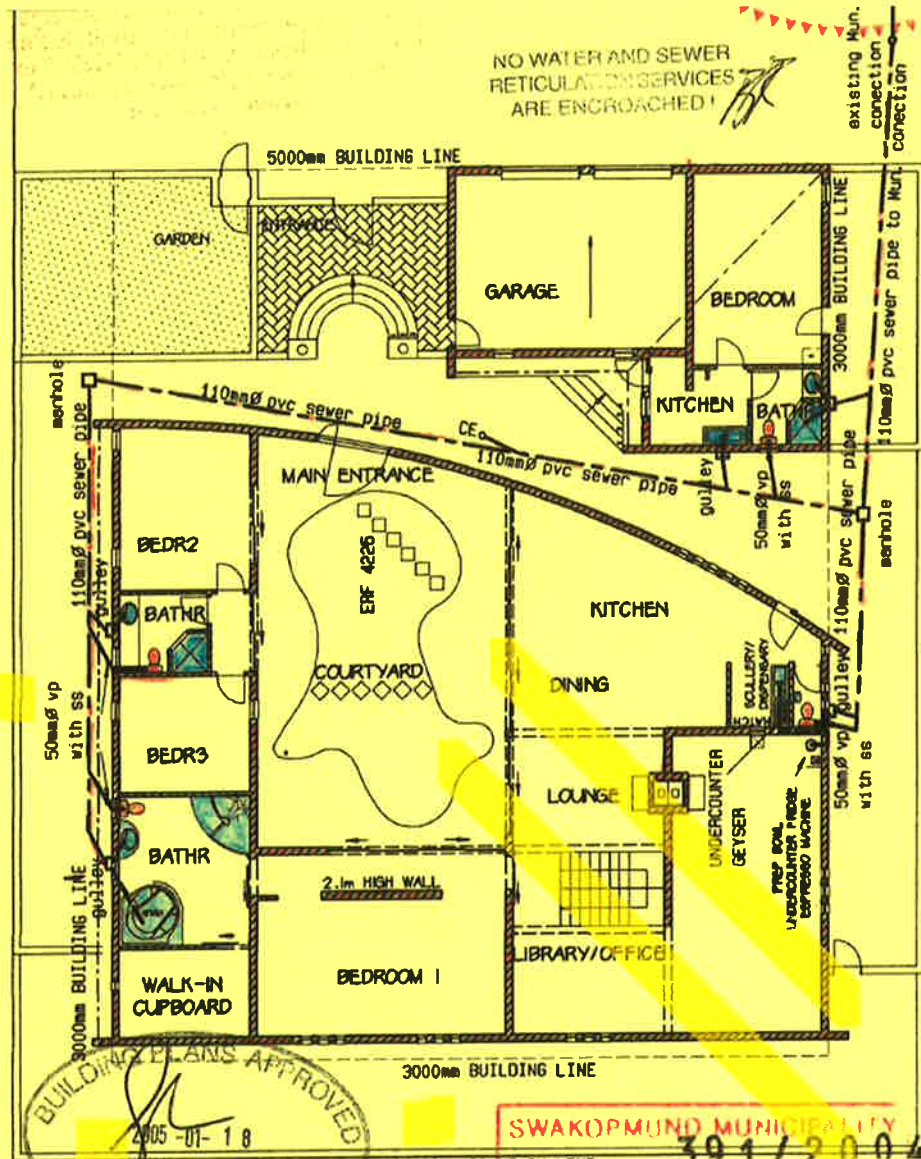 NO WATER AND SEWER
RETICULATION SERVICES
ARE ENCROACHED !
existing Mun.
conection
conection
5000mm BUILDING LINE
GARDEN
ENTRANCE
GARAGE
BEDROOM
3000mm BUILDING LINE
110mmØ pvc sewer pipe to Mun.
manhole
110mmØ pvc sewer pipe
CE
KITCHEN
BATHR
110mmØ pvc sewer pipe
110mmØ pvc sewer pipe
MAIN ENTRANCE
gulley
50mmØ vp
with ss
110mmØ pvc sewer pipe
manhole
BEDR2
ERF 4226
KITCHEN
gulley
BATHR
COURTYARD
DINING
SCULLERY/
DISPENSARY
HATCH
50mmØ vp
with ss
BEDR3
LOUNGE
UNDERCOUNTER
GEYSER
PREP BOWL
UNDERCOUNTER FRIDGE
ESPRESSO MACHINE
50mmØ vp
gulley
with ss
BATHR
gulley
2.1m HIGH WALL
LIBRARY/OFFICE
BEDROOM 1
WALK-IN
CUPBOARD
3000mm BUILDING LINE
3000mm BUILDING LINE
BUILDING PLANS APPROVED
2005 -01- 18
SWAKOPMUND MUNICIPALITY
391/2004